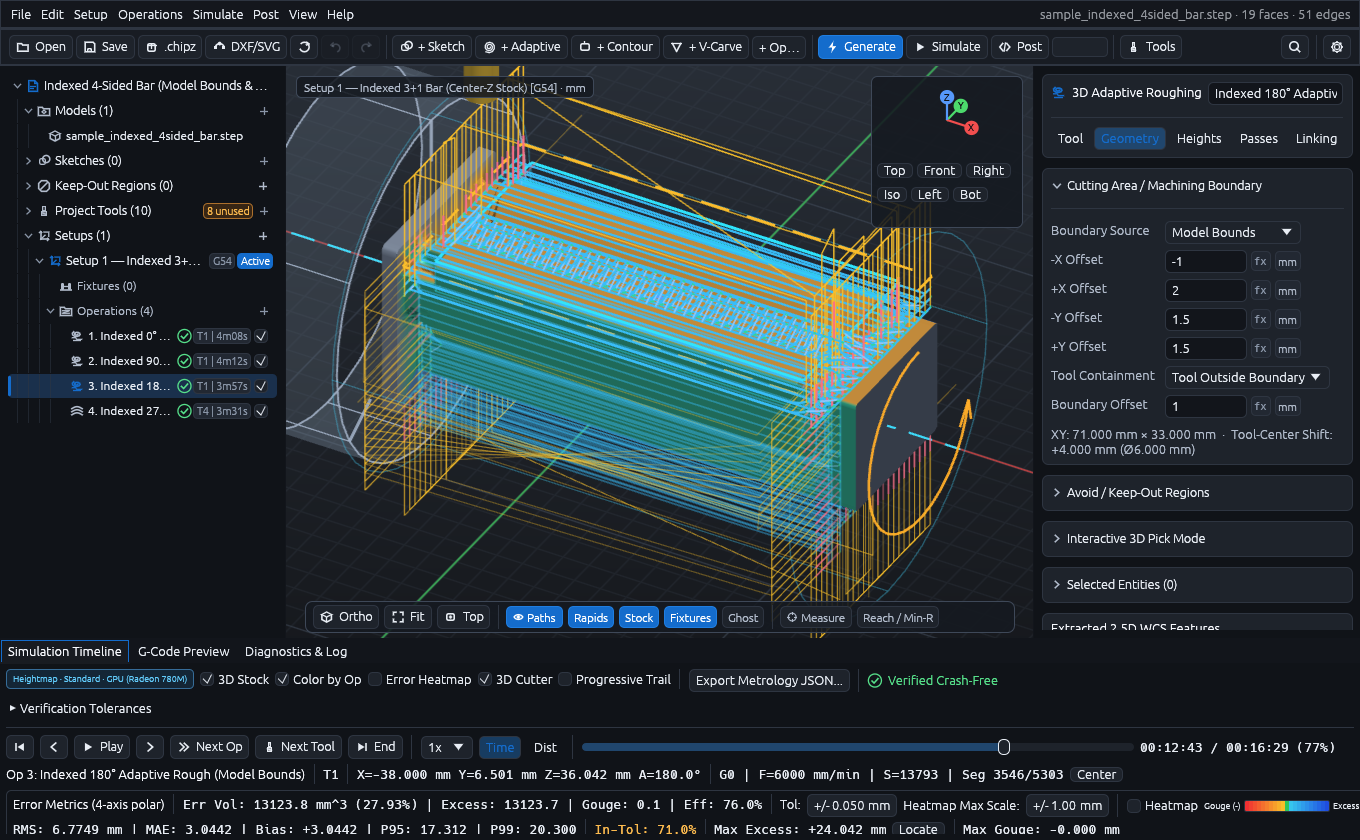 File Edit Setup Operations Simulate Post View Help
sample_indexed_4sided_bar.step · 19 faces · 51 edges
Open Save .chipz DXF/SVG + Sketch + Adaptive + Contour + V-Carve + Op... Generate Simulate Post Tools
Indexed 4-Sided Bar (Model Bounds & ...
Models (1) +
sample_indexed_4sided_bar.step
Sketches (0) +
Keep-Out Regions (0) +
Project Tools (10) 8 unused +
Setups (1) +
Setup 1 — Indexed 3+... G54 Active
Fixtures (0)
Operations (4) +
1. Indexed 0° ... T1 | 4m08s
2. Indexed 90... T1 | 4m12s
3. Indexed 18... T1 | 3m57s
4. Indexed 27... T4 | 3m31s
Setup 1 — Indexed 3+1 Bar (Center-Z Stock) [G54] · mm
Z
Y
X
Top Front Right
Iso Left Bot
Ortho Fit Top Paths Rapids Stock Fixtures Ghost Measure Reach / Min-R
3D Adaptive Roughing Indexed 180° Adaptiv
Tool Geometry Heights Passes Linking
Cutting Area / Machining Boundary
Boundary Source Model Bounds
-X Offset -1 fx mm
+X Offset 2 fx mm
-Y Offset 1.5 fx mm
+Y Offset 1.5 fx mm
Tool Containment Tool Outside Boundary
Boundary Offset 1 fx mm
XY: 71.000 mm × 33.000 mm · Tool-Center Shift:
+4.000 mm (Ø6.000 mm)
Avoid / Keep-Out Regions
Interactive 3D Pick Mode
Selected Entities (0)
Extracted 2.5D WCS Features
Simulation Timeline G-Code Preview Diagnostics & Log
Heightmap · Standard · GPU (Radeon 780M) 3D Stock Color by Op Error Heatmap 3D Cutter Progressive Trail Export Metrology JSON... Verified Crash-Free
Verification Tolerances
Play Next Op Next Tool End 1x Time Dist 00:12:43 / 00:16:29 (77%)
Op 3: Indexed 180° Adaptive Rough (Model Bounds) T1 X=-38.000 mm Y=6.501 mm Z=36.042 mm A=180.0° G0 | F=6000 mm/min | S=13793 | Seg 3546/5303 Center
Error Metrics (4-axis polar) Err Vol: 13123.8 mm^3 (27.93%) | Excess: 13123.7 | Gouge: 0.1 | Eff: 76.0% Tol: +/- 0.050 mm Heatmap Max Scale: +/- 1.00 mm Heatmap Gouge (-) Excess
RMS: 6.7749 mm | MAE: 3.0442 | Bias: +3.0442 | P95: 17.312 | P99: 20.300 In-Tol: 71.0% Max Excess: +24.042 mm Locate Max Gouge: -0.000 mm